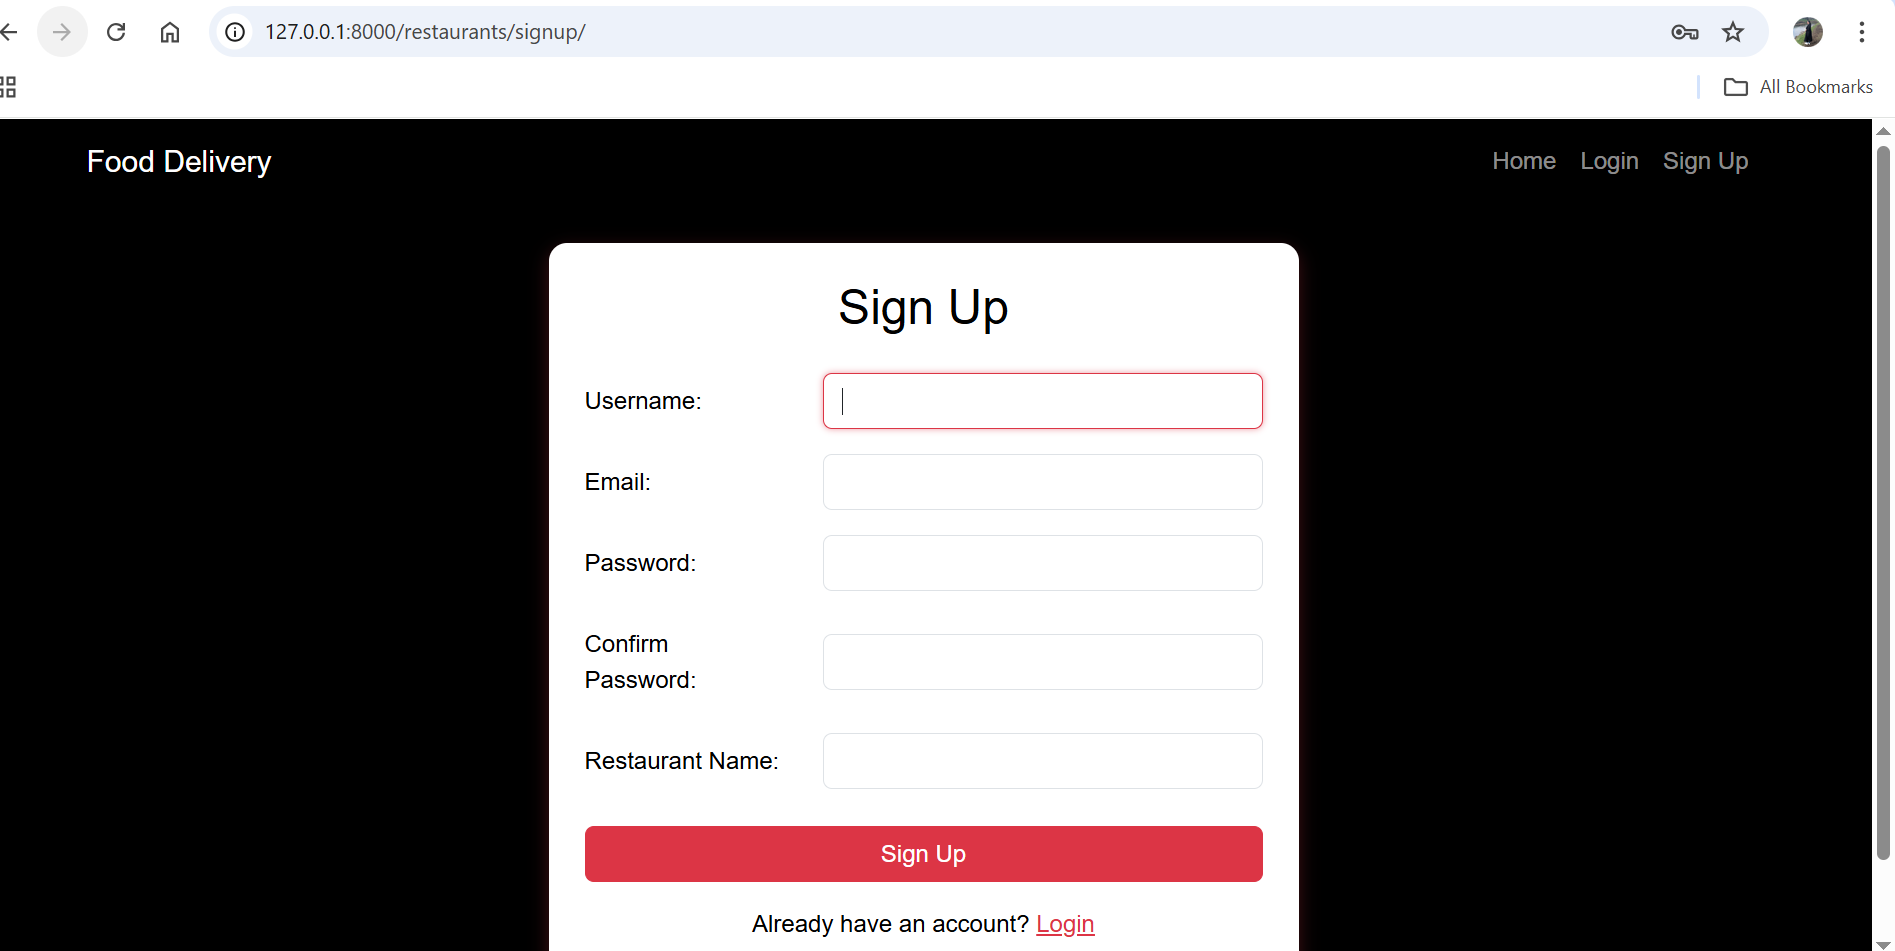 127.0.0.1:8000/restaurants/signup/
All Bookmarks
Food Delivery
Home Login Sign Up
Sign Up
Username:
Email:
Password:
Confirm
Password:
Restaurant Name:
Sign Up
Already have an account? Login